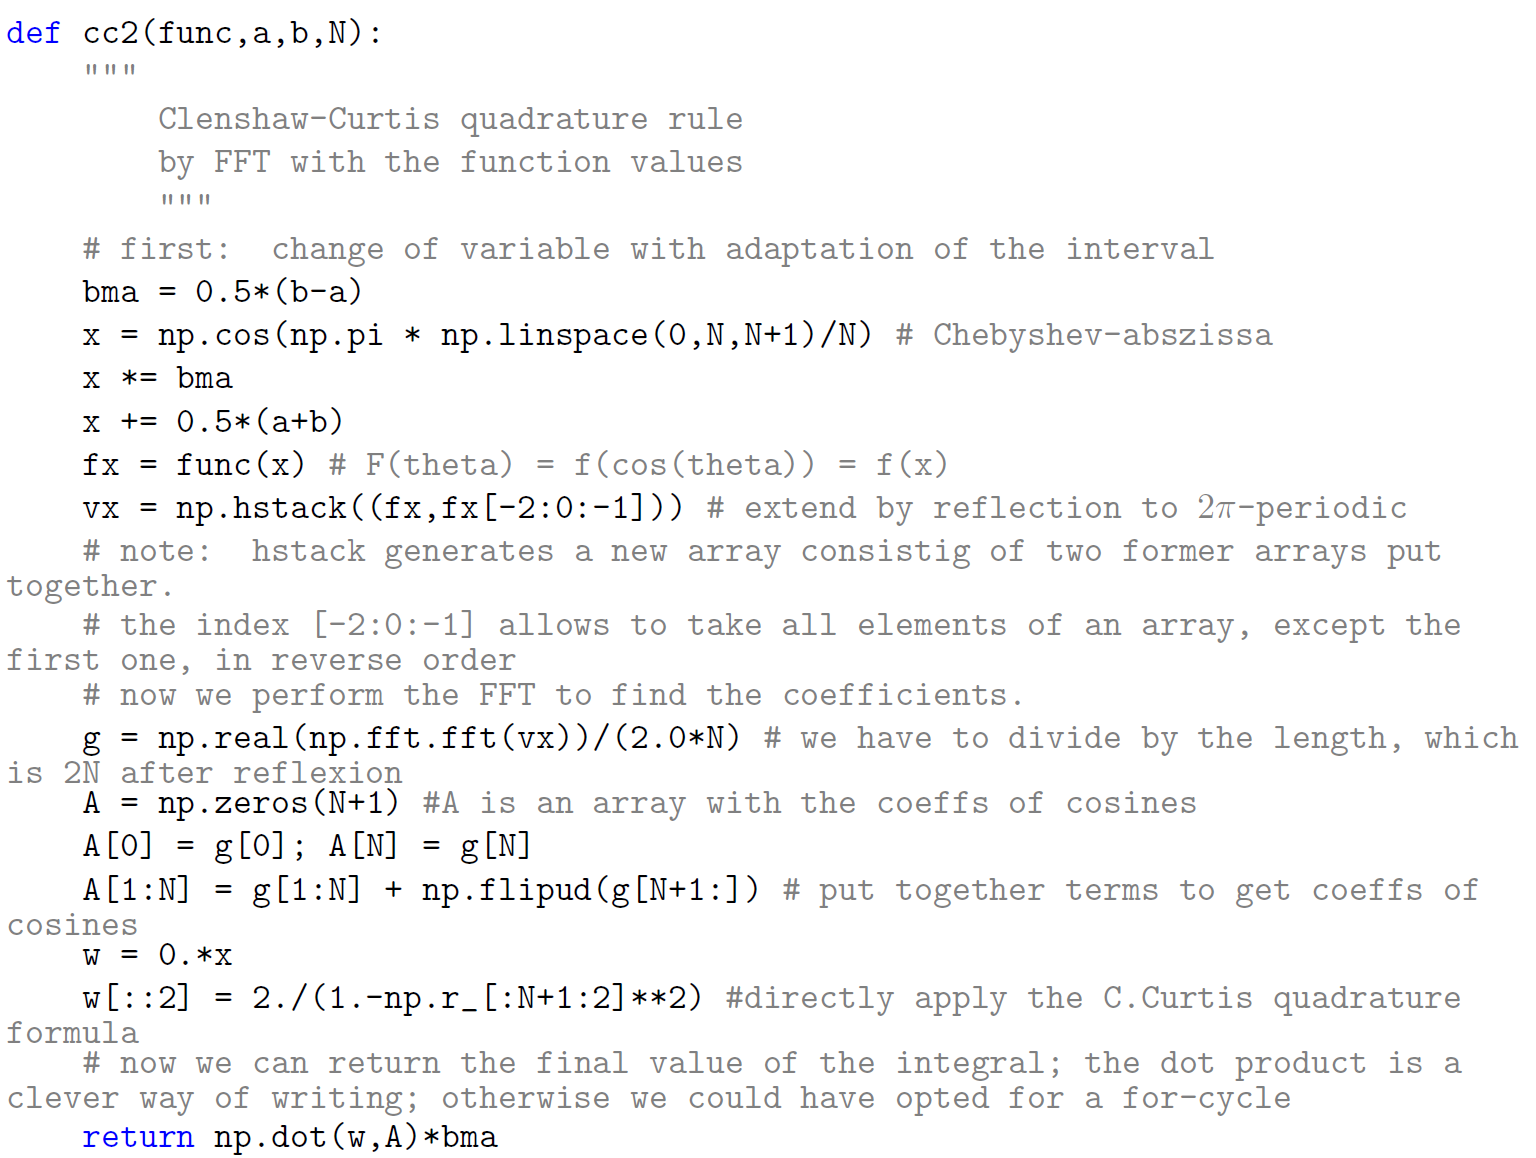 def cc2(func,a,b,N):
    """
        Clenshaw-Curtis quadrature rule
        by FFT with the function values
        """
    # first:  change of variable with adaptation of the interval
    bma = 0.5*(b-a)
    x = np.cos(np.pi * np.linspace(0,N,N+1)/N) # Chebyshev-abszissa
    x *= bma
    x += 0.5*(a+b)
    fx = func(x) # F(theta) = f(cos(theta)) = f(x)
    vx = np.hstack((fx,fx[-2:0:-1])) # extend by reflection to 2π-periodic
    # note:  hstack generates a new array consistig of two former arrays put
together.
    # the index [-2:0:-1] allows to take all elements of an array, except the
first one, in reverse order
    # now we perform the FFT to find the coefficients.
    g = np.real(np.fft.fft(vx))/(2.0*N) # we have to divide by the length, which
is 2N after reflexion
    A = np.zeros(N+1) #A is an array with the coeffs of cosines
    A[0] = g[0]; A[N] = g[N]
    A[1:N] = g[1:N] + np.flipud(g[N+1:]) # put together terms to get coeffs of
cosines
    w = 0.*x
    w[::2] = 2./(1.-np.r_[:N+1:2]**2) #directly apply the C.Curtis quadrature
formula
    # now we can return the final value of the integral; the dot product is a
clever way of writing; otherwise we could have opted for a for-cycle
    return np.dot(w,A)*bma